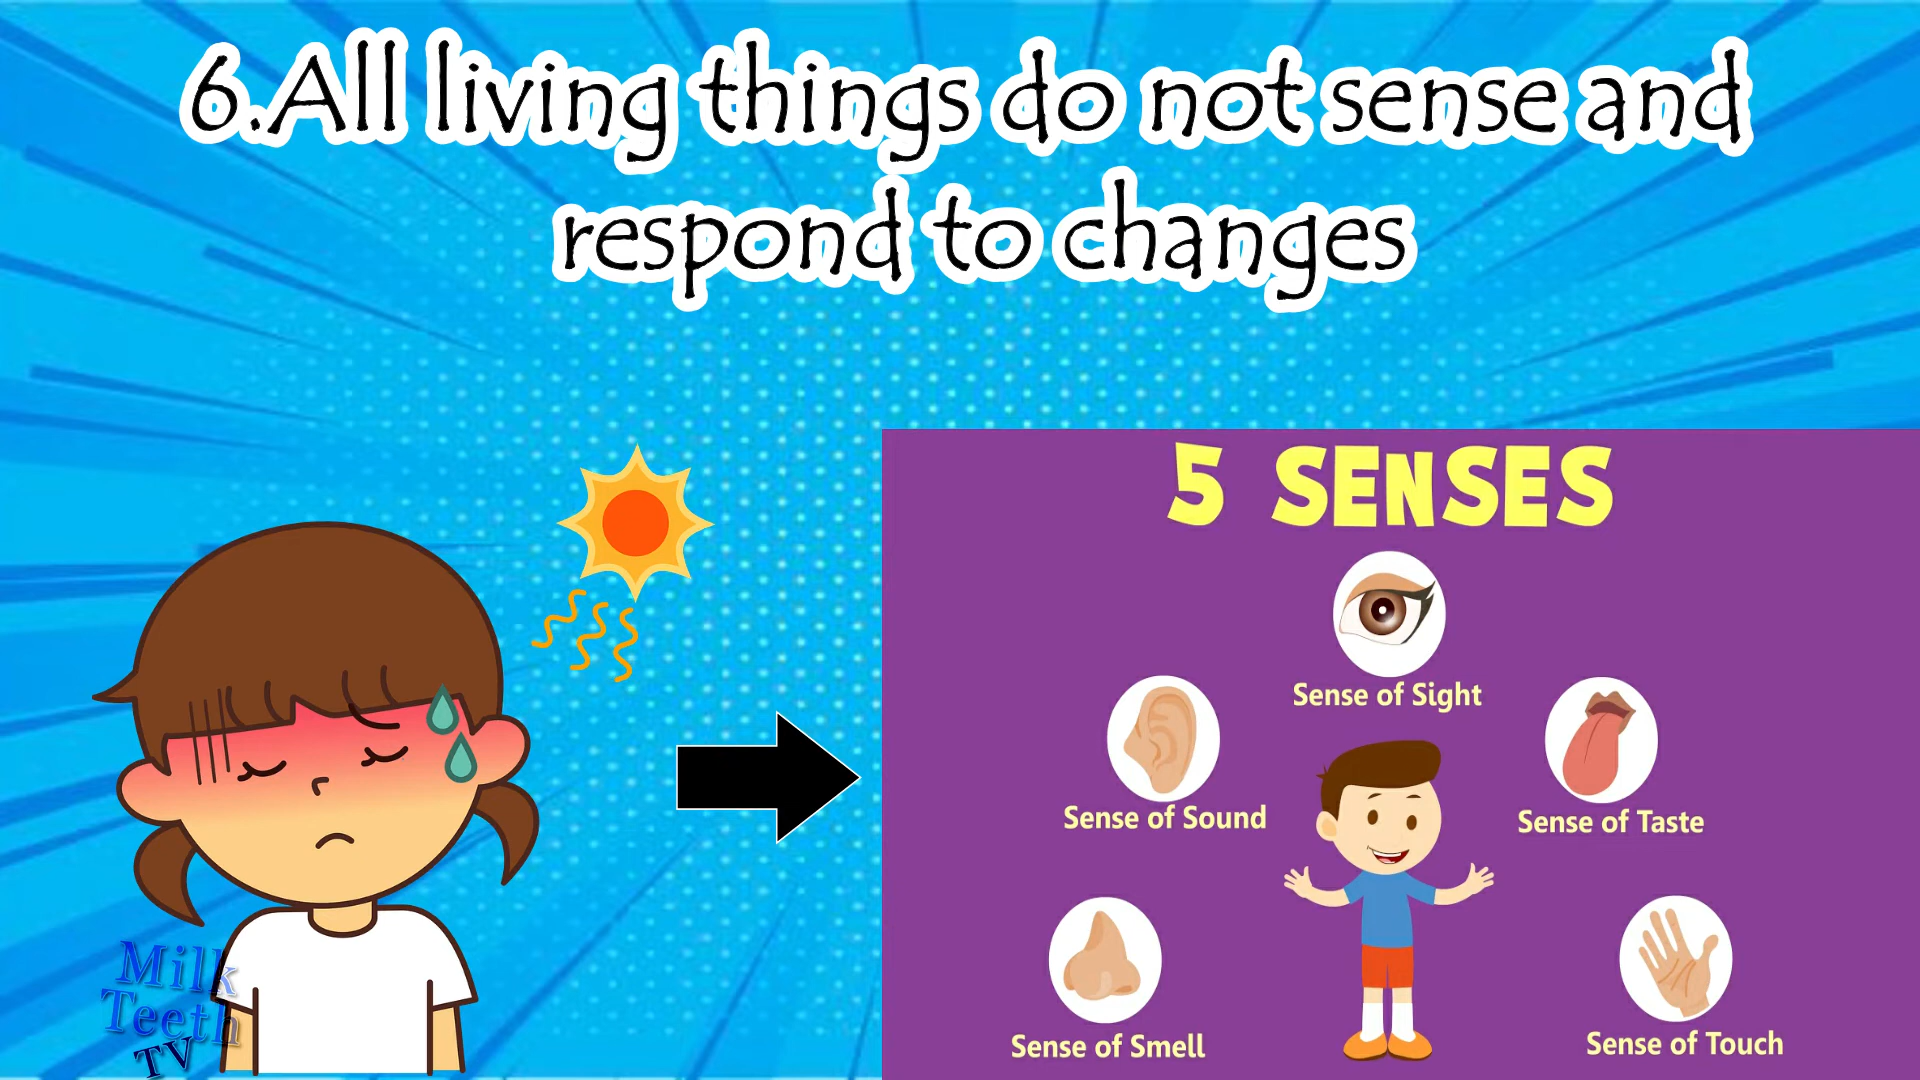 6.All living things do not sense and
respond to changes
5 SENSES
Sense of Sight
Sense of Sound
Sense of Taste
Sense of Smell
Sense of Touch
Milk
Teeth
TV